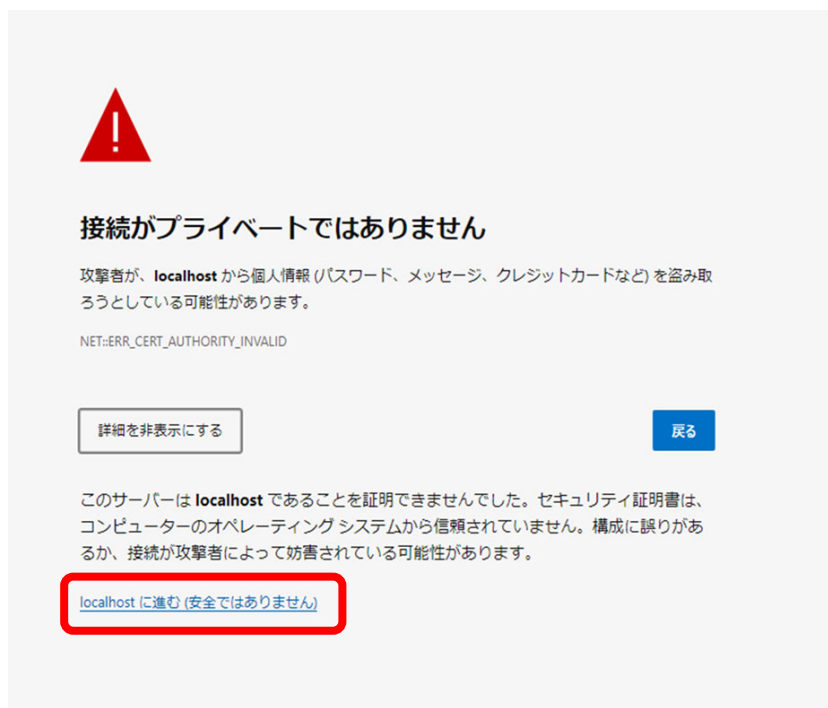 接続がプライベートではありません
攻撃者が、localhost から個人情報 (パスワード、メッセージ、クレジットカードなど) を盗み取
ろうとしている可能性があります。
NET::ERR_CERT_AUTHORITY_INVALID
詳細を非表示にする
戻る
このサーバーは localhost であることを証明できませんでした。セキュリティ証明書は、
コンピューターのオペレーティング システムから信頼されていません。構成に誤りがあ
るか、接続が攻撃者によって妨害されている可能性があります。
localhost に進む (安全ではありません)